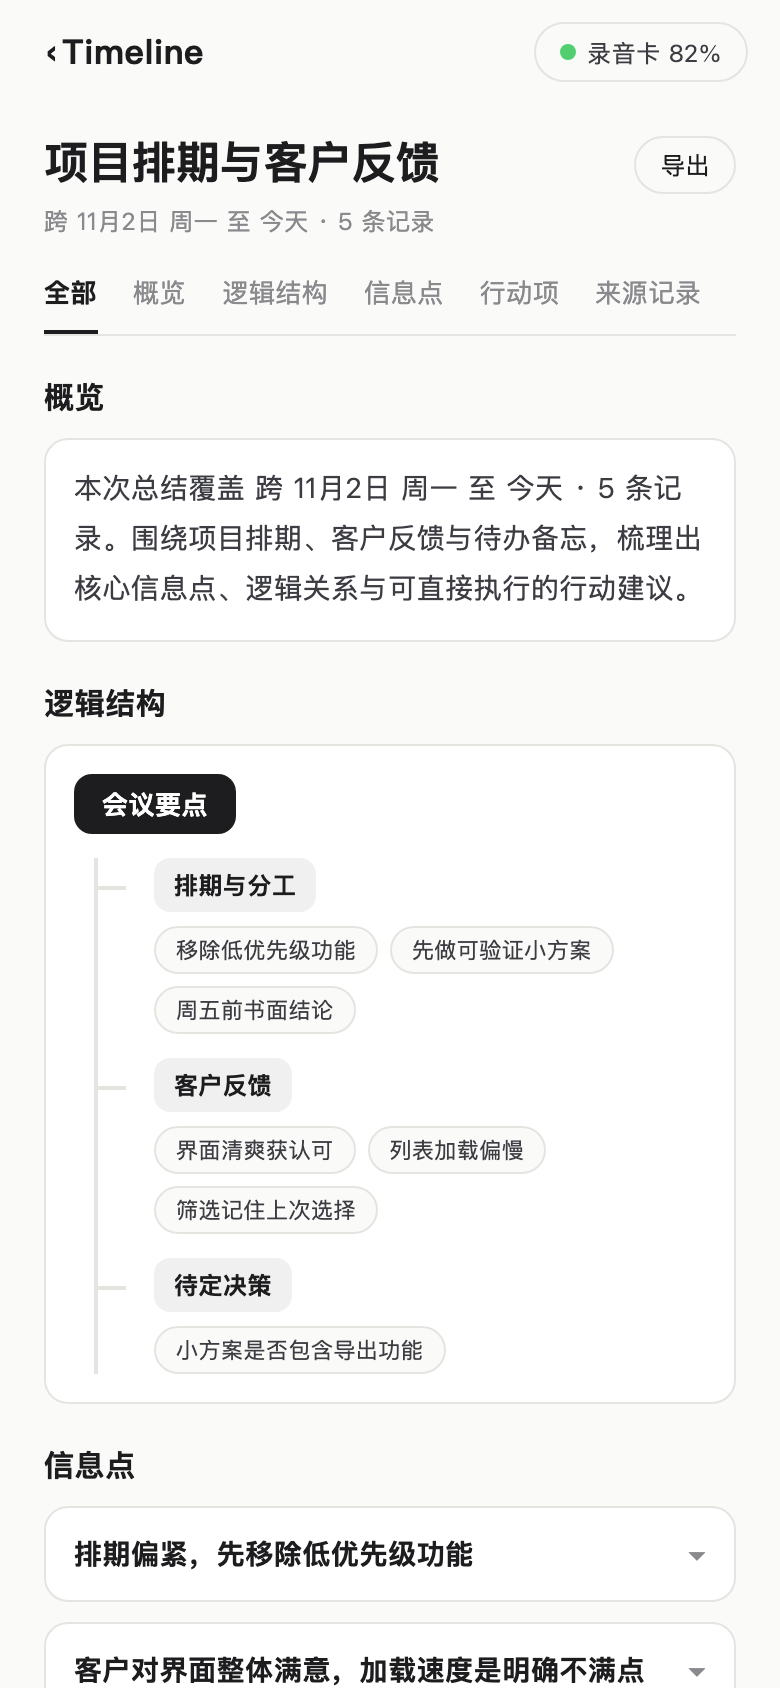 ‹ Timeline
录音卡 82%
项目排期与客户反馈
导出
跨 11月2日 周一 至 今天 · 5 条记录
全部 概览 逻辑结构 信息点 行动项 来源记录
概览
本次总结覆盖 跨 11月2日 周一 至 今天 · 5 条记
录。围绕项目排期、客户反馈与待办备忘，梳理出
核心信息点、逻辑关系与可直接执行的行动建议。
逻辑结构
会议要点
排期与分工
移除低优先级功能 先做可验证小方案
周五前书面结论
客户反馈
界面清爽获认可 列表加载偏慢
筛选记住上次选择
待定决策
小方案是否包含导出功能
信息点
排期偏紧，先移除低优先级功能
客户对界面整体满意，加载速度是明确不满点